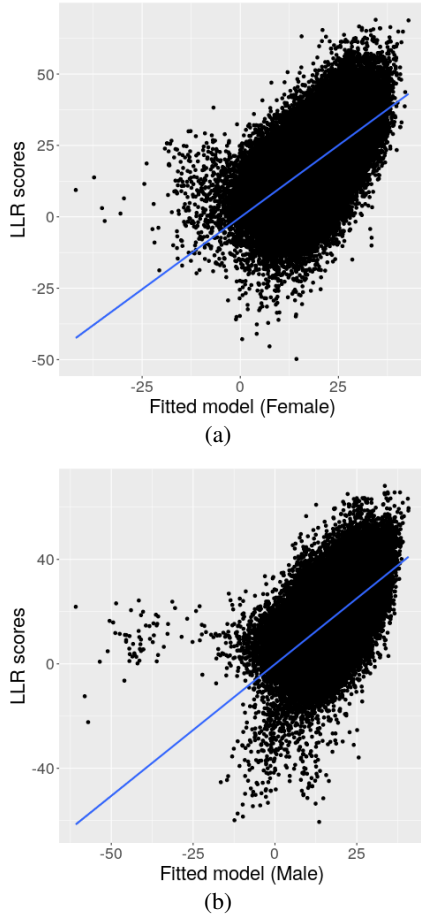 50
25
0
-25
-50
LLR scores
-25 0 25
Fitted model (Female)
(a)
40
0
-40
LLR scores
-50 -25 0 25
Fitted model (Male)
(b)